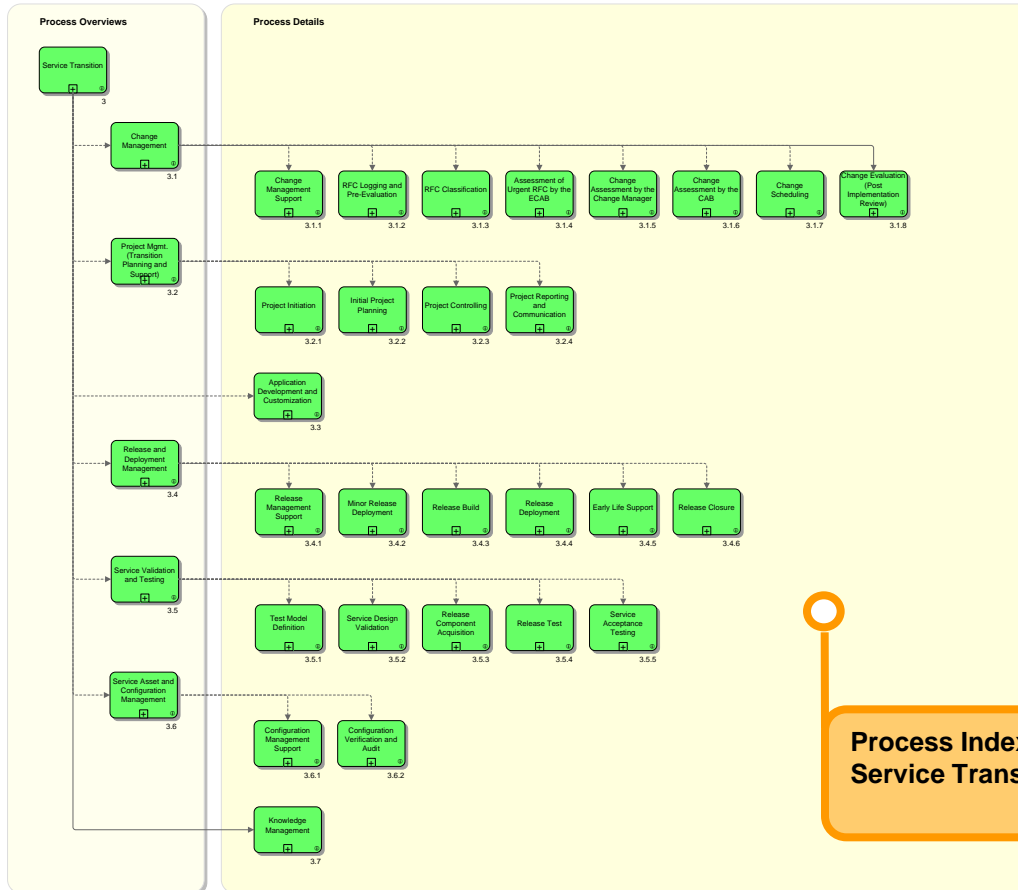 Process Overviews
Process Details
Service Transition
3
Change
Management
3.1
Change
Management
Support
3.1.1
RFC Logging and
Pre-Evaluation
3.1.2
RFC Classification
3.1.3
Assessment of
Urgent RFC by the
ECAB
3.1.4
Change
Assessment by the
Change Manager
3.1.5
Change
Assessment by the
CAB
3.1.6
Change
Scheduling
3.1.7
Change Evaluation
(Post
Implementation
Review)
3.1.8
Project Mgmt.
(Transition
Planning and
Support)
3.2
Project Initiation
3.2.1
Initial Project
Planning
3.2.2
Project Controlling
3.2.3
Project Reporting
and
Communication
3.2.4
Application
Development and
Customization
3.3
Release and
Deployment
Management
3.4
Release
Management
Support
3.4.1
Minor Release
Deployment
3.4.2
Release Build
3.4.3
Release
Deployment
3.4.4
Early Life Support
3.4.5
Release Closure
3.4.6
Service Validation
and Testing
3.5
Test Model
Definition
3.5.1
Service Design
Validation
3.5.2
Release
Component
Acquisition
3.5.3
Release Test
3.5.4
Service
Acceptance
Testing
3.5.5
Service Asset and
Configuration
Management
3.6
Configuration
Management
Support
3.6.1
Configuration
Verification and
Audit
3.6.2
Knowledge
Management
3.7
Process Index
Service Trans